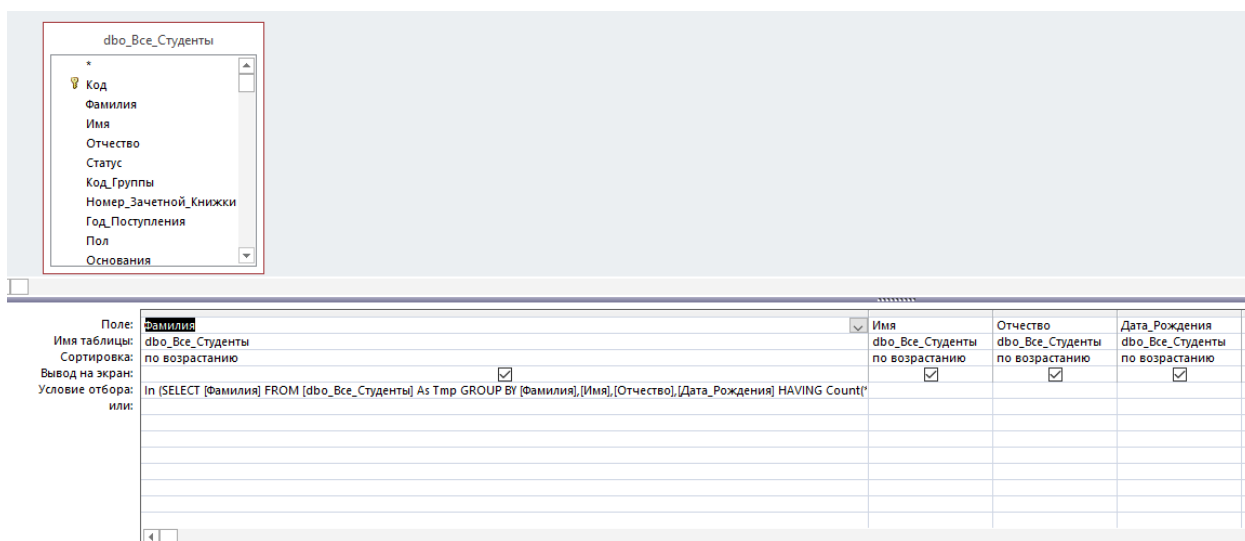 dbo_Все_Студенты
*
Код
Фамилия
Имя
Отчество
Статус
Код_Группы
Номер_Зачетной_Книжки
Год_Поступления
Пол
Основания
Поле: Фамилия Имя Отчество Дата_Рождения
Имя таблицы: dbo_Все_Студенты dbo_Все_Студенты dbo_Все_Студенты dbo_Все_Студенты
Сортировка: по возрастанию по возрастанию по возрастанию по возрастанию
Вывод на экран:
Условие отбора: In (SELECT [Фамилия] FROM [dbo_Все_Студенты] As Tmp GROUP BY [Фамилия],[Имя],[Отчество],[Дата_Рождения] HAVING Count(*
или: